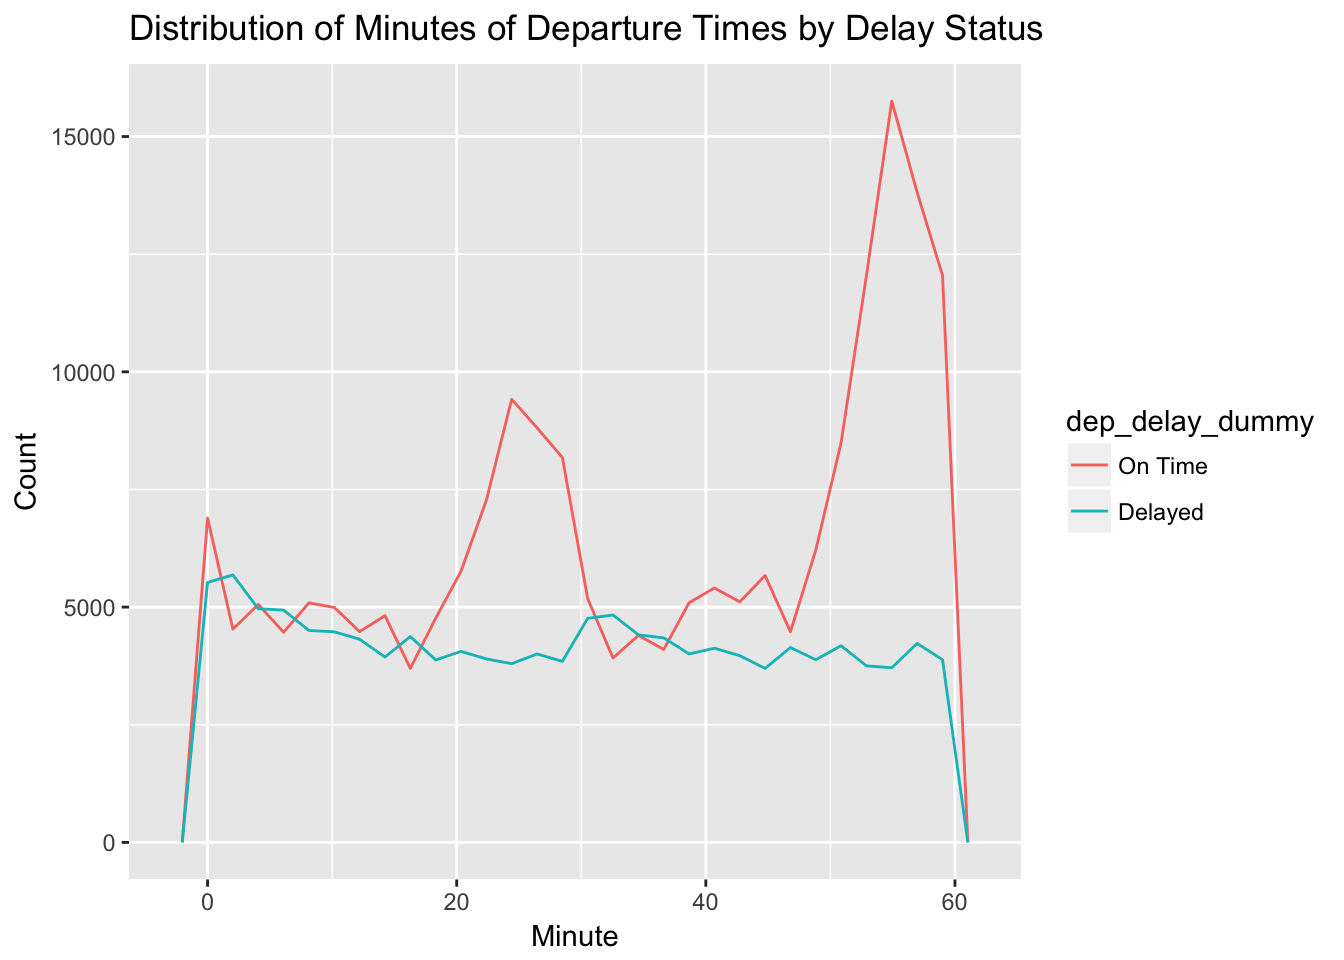 Distribution of Minutes of Departure Times by Delay Status
15000
10000
5000
0
Count
0 20 40 60
Minute
dep_delay_dummy
On Time
Delayed